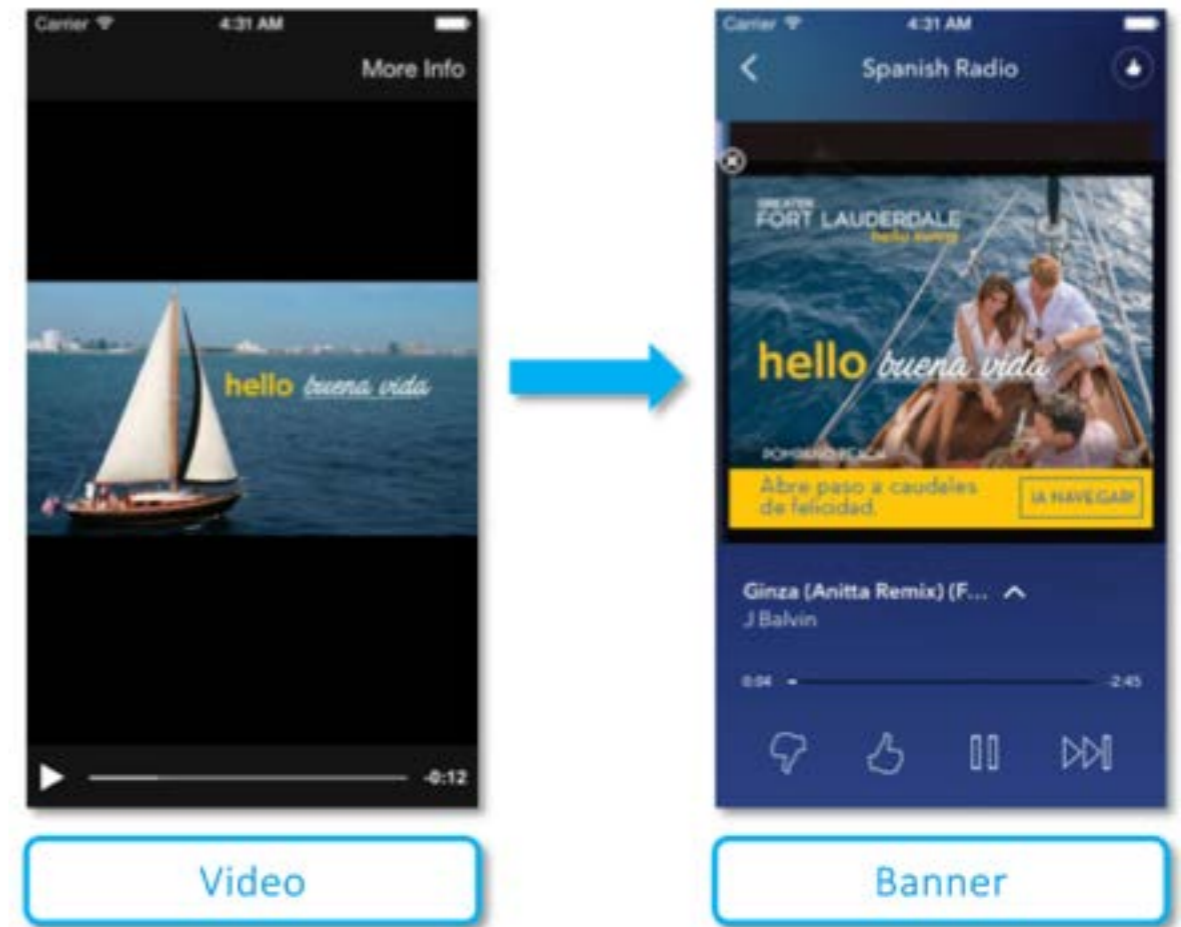 Carrier 4:31 AM
More Info
hello buena vida
-0:12
Video
Carrier 4:31 AM
Spanish Radio
GREATER
FORT LAUDERDALE
hello sunny
hello buena vida
POMPANO BEACH
Abre paso a caudales
de felicidad.
¡A NAVEGAR!
Ginza (Anitta Remix) (F...
J Balvin
0:04 -2:45
Banner